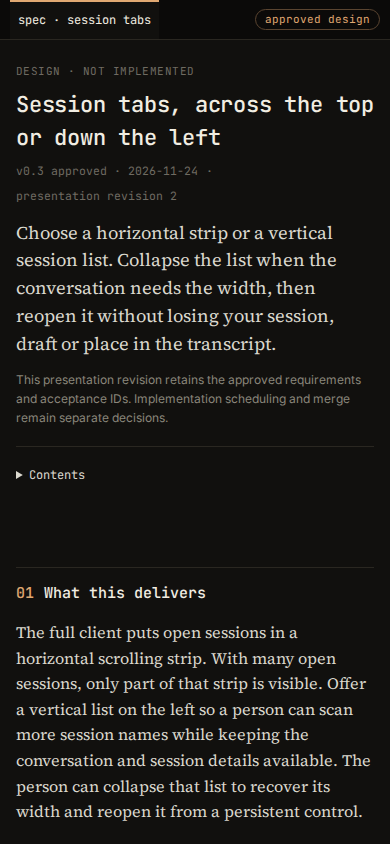 spec · session tabs
approved design
DESIGN · NOT IMPLEMENTED
Session tabs, across the top
or down the left
v0.3 approved · 2026-11-24 ·
presentation revision 2
Choose a horizontal strip or a vertical
session list. Collapse the list when the
conversation needs the width, then
reopen it without losing your session,
draft or place in the transcript.
This presentation revision retains the approved requirements
and acceptance IDs. Implementation scheduling and merge
remain separate decisions.
Contents
01 What this delivers
The full client puts open sessions in a
horizontal scrolling strip. With many open
sessions, only part of that strip is visible. Offer
a vertical list on the left so a person can scan
more session names while keeping the
conversation and session details available. The
person can collapse that list to recover its
width and reopen it from a persistent control.